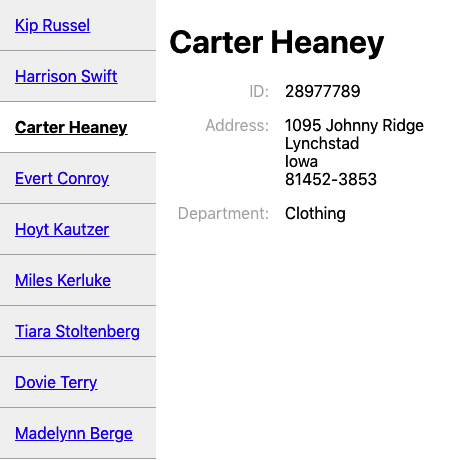 Kip Russel
Harrison Swift
Carter Heaney
Evert Conroy
Hoyt Kautzer
Miles Kerluke
Tiara Stoltenberg
Dovie Terry
Madelynn Berge
Carter Heaney
ID: 28977789
Address: 1095 Johnny Ridge
Lynchstad
Iowa
81452-3853
Department: Clothing